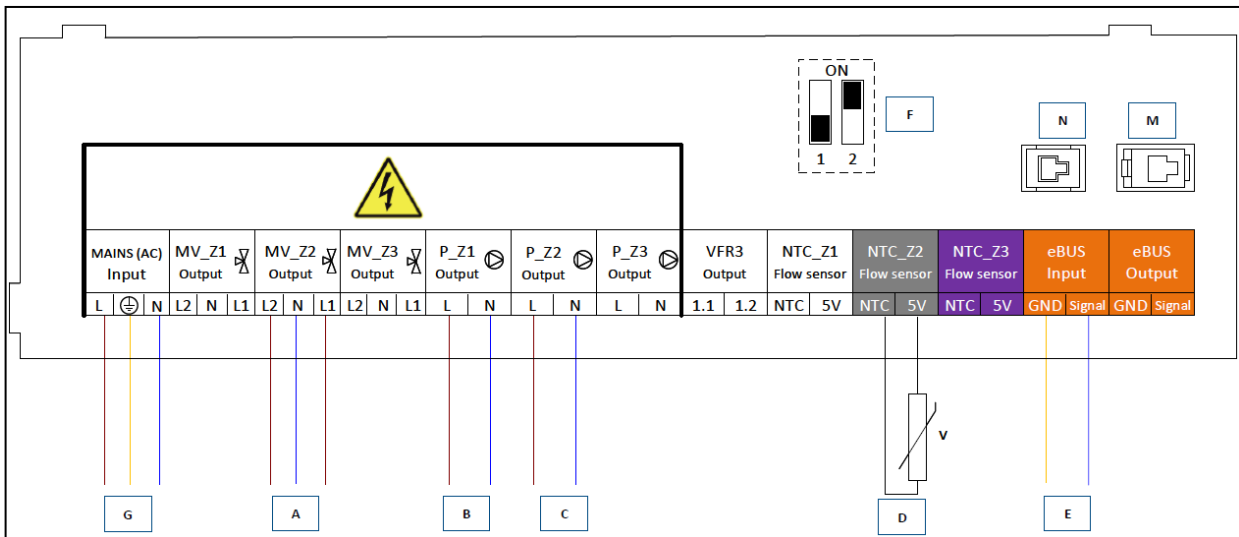 ON
1 2
F
N
M
MAINS (AC)
Input
MV_Z1
Output
MV_Z2
Output
MV_Z3
Output
P_Z1
Output
P_Z2
Output
P_Z3
Output
VFR3
Output
NTC_Z1
Flow sensor
NTC_Z2
Flow sensor
NTC_Z3
Flow sensor
eBUS
Input
eBUS
Output
L N L2 N L1 L2 N L1 L2 N L1 L N L N L N 1.1 1.2 NTC 5V NTC 5V NTC 5V GND Signal GND Signal
V
G
A
B
C
D
E